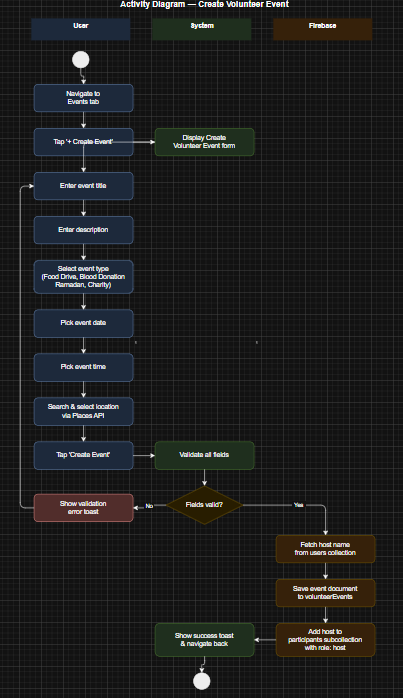 Activity Diagram — Create Volunteer Event
User
System
Firebase
Navigate to
Events tab
Tap '+ Create Event'
Display Create
Volunteer Event form
Enter event title
Enter description
Select event type
(Food Drive, Blood Donation
Ramadan, Charity)
Pick event date
Pick event time
Search & select location
via Places API
Tap 'Create Event'
Validate all fields
Show validation
error toast
No
Fields valid?
Yes
Fetch host name
from users collection
Save event document
to volunteerEvents
Show success toast
& navigate back
Add host to
participants subcollection
with role: host